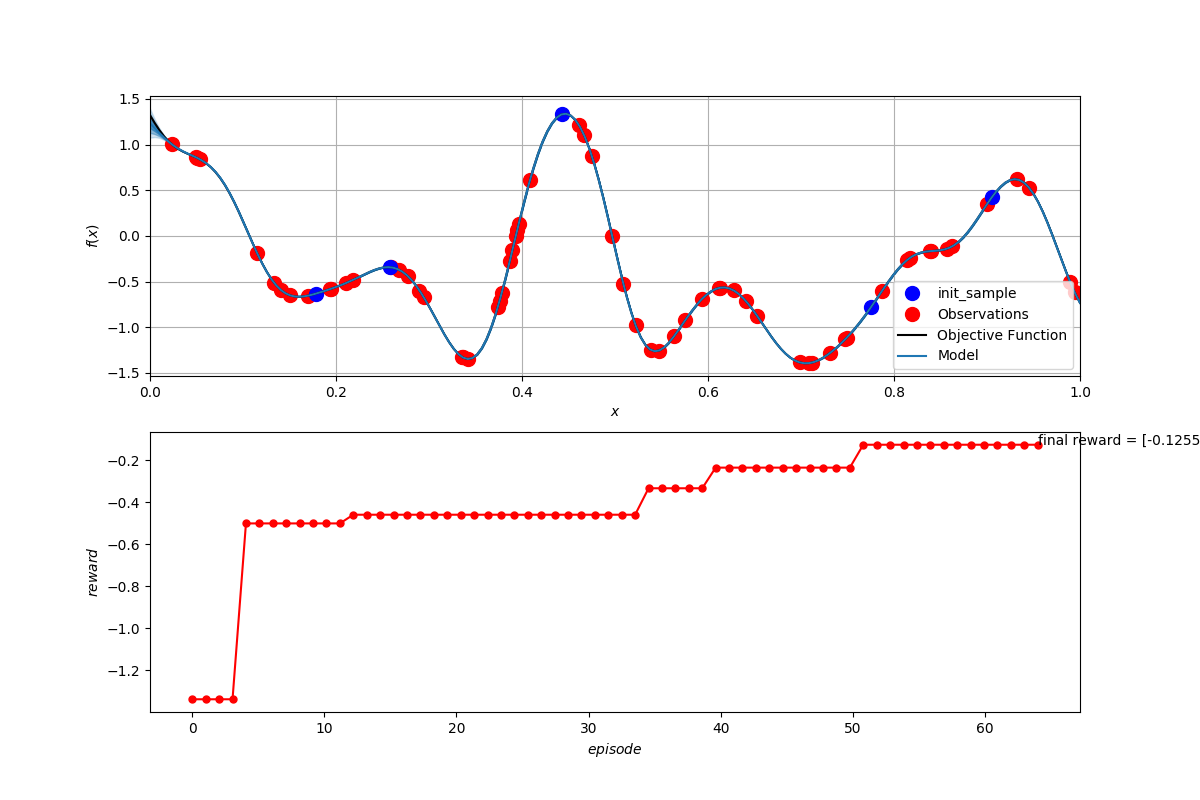 1.5
1.0
0.5
0.0
−0.5
−1.0
−1.5
f(x)
0.0 0.2 0.4 0.6 0.8 1.0
x
init_sample
Observations
Objective Function
Model
final reward = [-0.1255
−0.2
−0.4
−0.6
−0.8
−1.0
−1.2
reward
0 10 20 30 40 50 60
episode